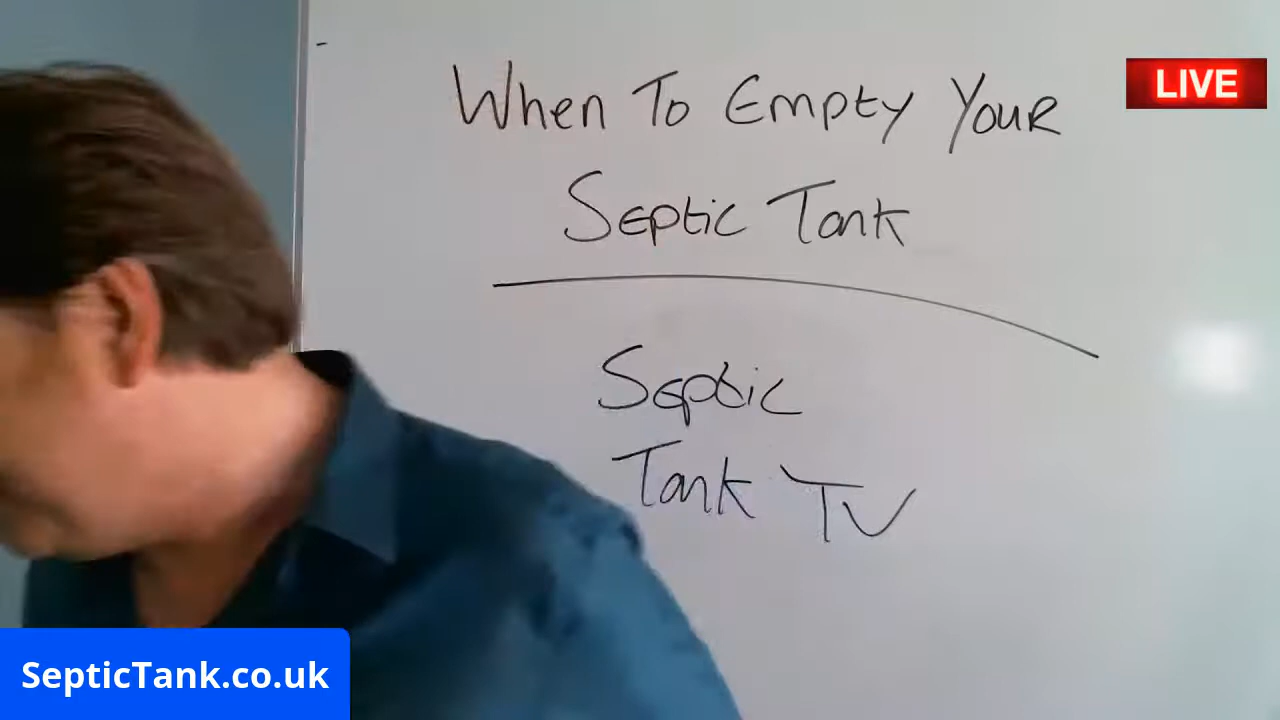 When To Empty Your
Septic Tank
Septic
Tank TV
LIVE
SepticTank.co.uk